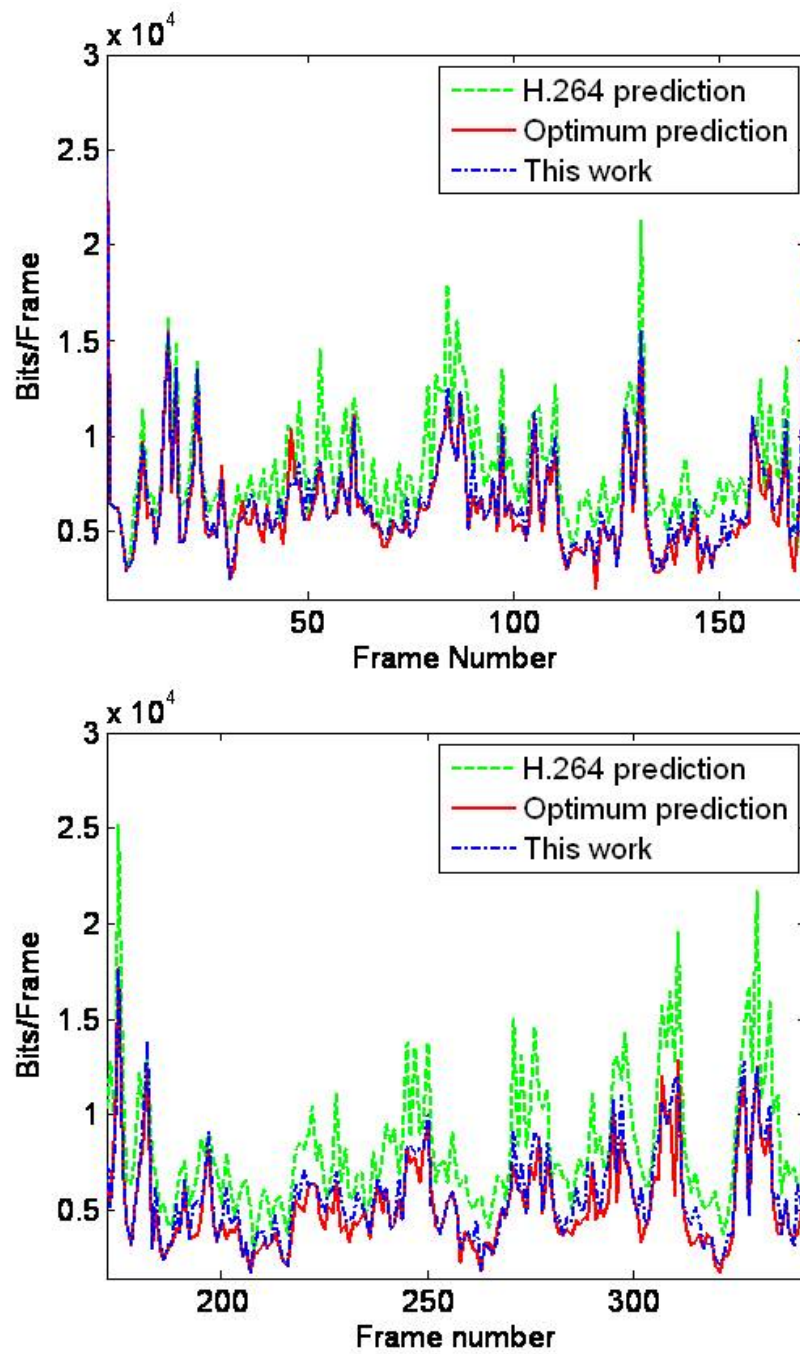 x 10^4
3
2.5
2
1.5
1
0.5
Bits/Frame
H.264 prediction
Optimum prediction
This work
50 100 150
Frame Number
x 10^4
3
2.5
2
1.5
1
0.5
Bits/Frame
H.264 prediction
Optimum prediction
This work
200 250 300
Frame number